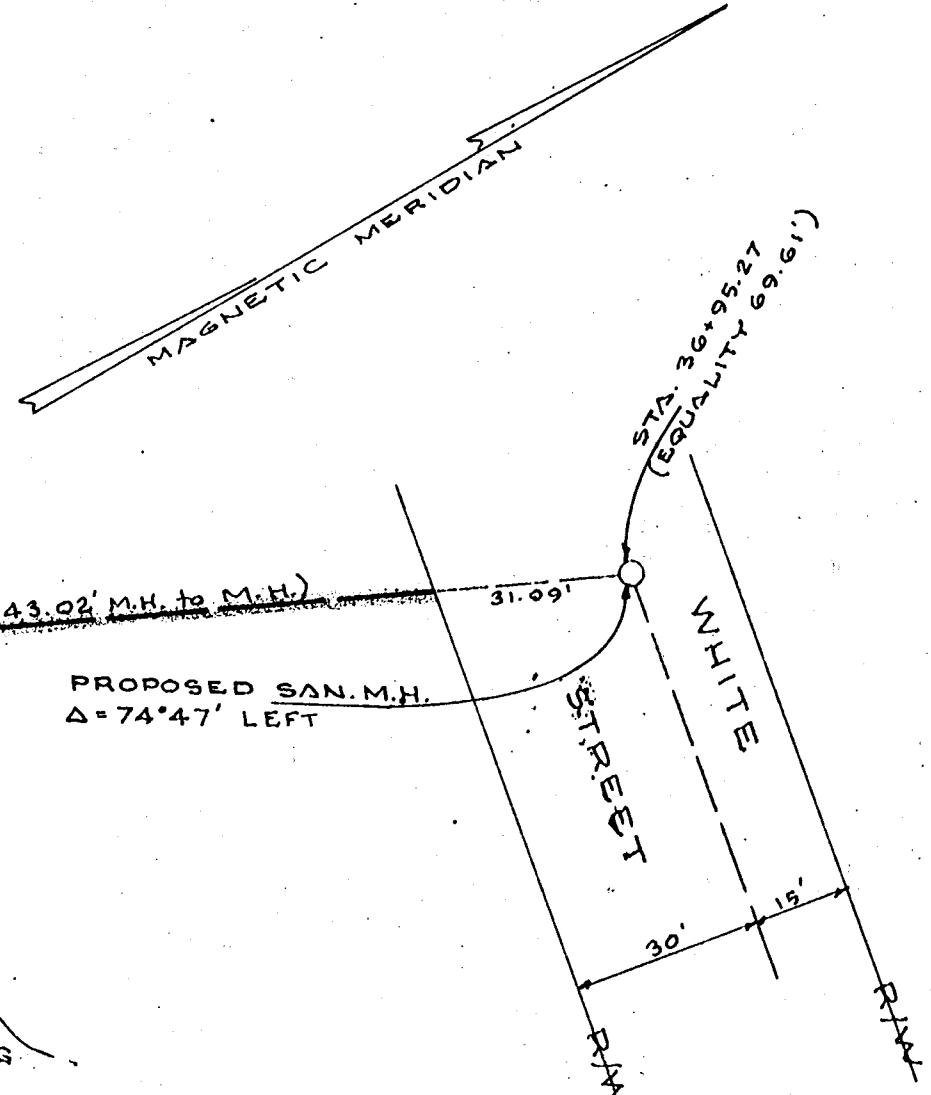 MAGNETIC MERIDIAN
STA. 36+95.27
(EQUALITY 69.61')
43.02' M.H. to M.H.)
31.09'
PROPOSED SAN. M.H.
Δ = 74°47' LEFT
WHITE
STREET
15'
30'
R/W
R/W